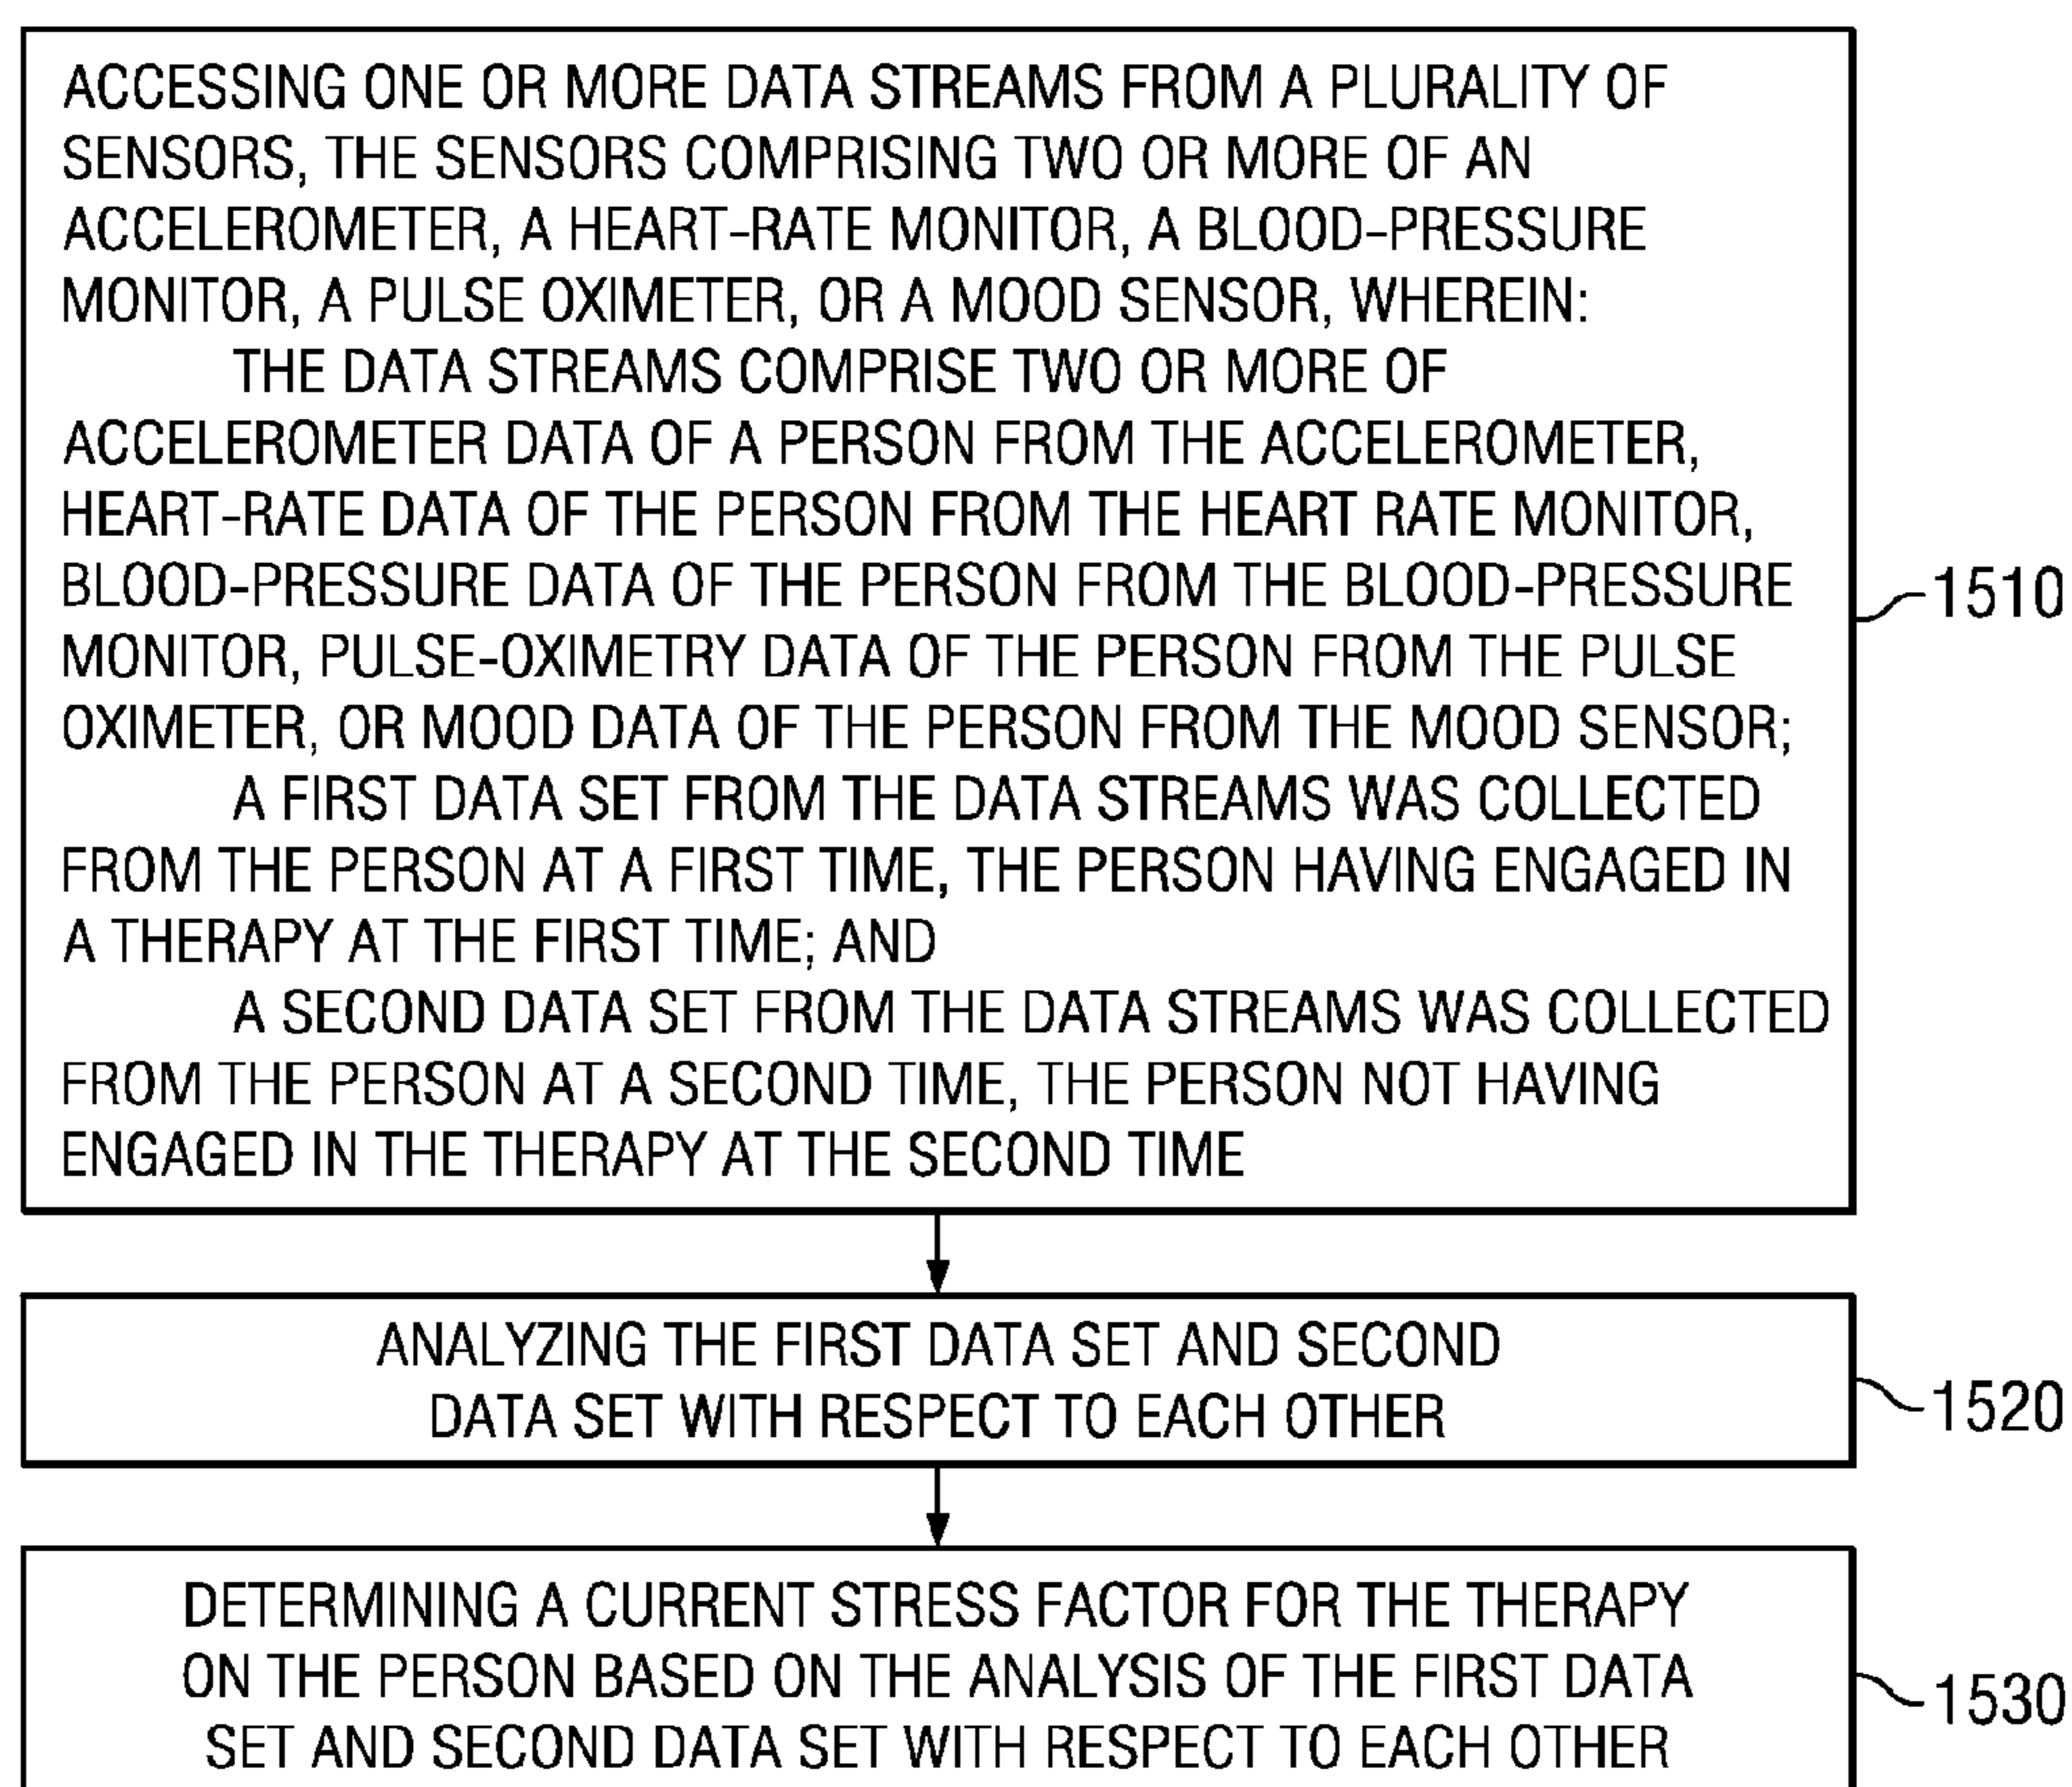 ACCESSING ONE OR MORE DATA STREAMS FROM A PLURALITY OF
SENSORS, THE SENSORS COMPRISING TWO OR MORE OF AN
ACCELEROMETER, A HEART-RATE MONITOR, A BLOOD-PRESSURE
MONITOR, A PULSE OXIMETER, OR A MOOD SENSOR, WHEREIN:
THE DATA STREAMS COMPRISE TWO OR MORE OF
ACCELEROMETER DATA OF A PERSON FROM THE ACCELEROMETER,
HEART-RATE DATA OF THE PERSON FROM THE HEART RATE MONITOR,
BLOOD-PRESSURE DATA OF THE PERSON FROM THE BLOOD-PRESSURE
MONITOR, PULSE-OXIMETRY DATA OF THE PERSON FROM THE PULSE
OXIMETER, OR MOOD DATA OF THE PERSON FROM THE MOOD SENSOR;
A FIRST DATA SET FROM THE DATA STREAMS WAS COLLECTED
FROM THE PERSON AT A FIRST TIME, THE PERSON HAVING ENGAGED IN
A THERAPY AT THE FIRST TIME; AND
A SECOND DATA SET FROM THE DATA STREAMS WAS COLLECTED
FROM THE PERSON AT A SECOND TIME, THE PERSON NOT HAVING
ENGAGED IN THE THERAPY AT THE SECOND TIME
1510
ANALYZING THE FIRST DATA SET AND SECOND
DATA SET WITH RESPECT TO EACH OTHER
1520
DETERMINING A CURRENT STRESS FACTOR FOR THE THERAPY
ON THE PERSON BASED ON THE ANALYSIS OF THE FIRST DATA
SET AND SECOND DATA SET WITH RESPECT TO EACH OTHER
1530